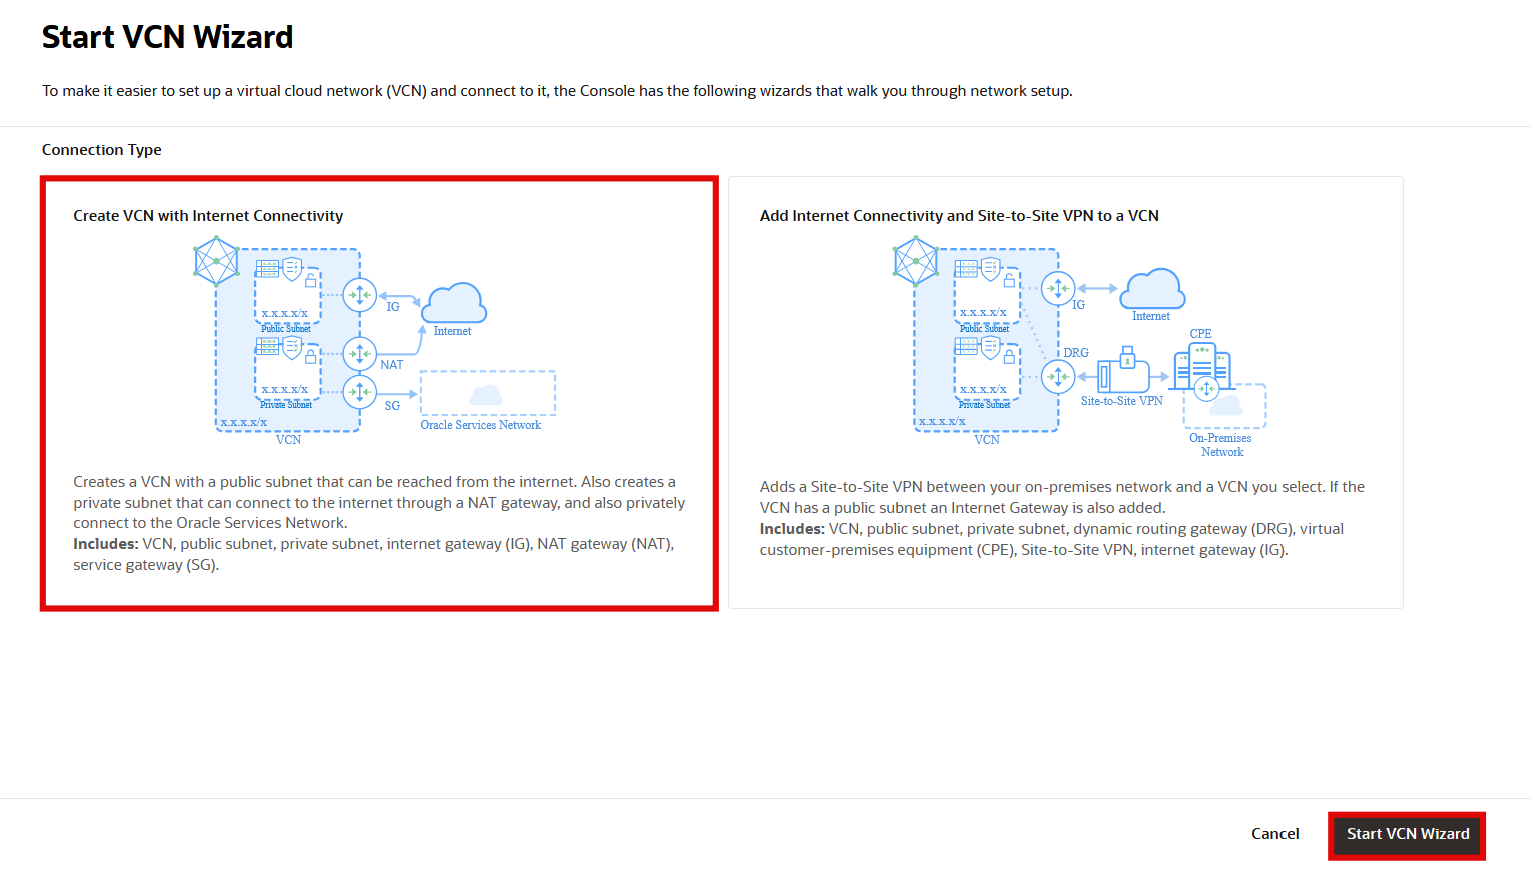 Start VCN Wizard
To make it easier to set up a virtual cloud network (VCN) and connect to it, the Console has the following wizards that walk you through network setup.
Connection Type
Create VCN with Internet Connectivity
x.x.x.x/x
Public Subnet
IG
Internet
NAT
x.x.x.x/x
Private Subnet
SG
x.x.x.x/x
VCN
Oracle Services Network
Creates a VCN with a public subnet that can be reached from the internet. Also creates a
private subnet that can connect to the internet through a NAT gateway, and also privately
connect to the Oracle Services Network.
Includes: VCN, public subnet, private subnet, internet gateway (IG), NAT gateway (NAT),
service gateway (SG).
Add Internet Connectivity and Site-to-Site VPN to a VCN
x.x.x.x/x
Public Subnet
IG
Internet
CPE
DRG
x.x.x.x/x
Private Subnet
Site-to-Site VPN
x.x.x.x/x
VCN
On-Premises
Network
Adds a Site-to-Site VPN between your on-premises network and a VCN you select. If the
VCN has a public subnet an Internet Gateway is also added.
Includes: VCN, public subnet, private subnet, dynamic routing gateway (DRG), virtual
customer-premises equipment (CPE), Site-to-Site VPN, internet gateway (IG).
Cancel
Start VCN Wizard